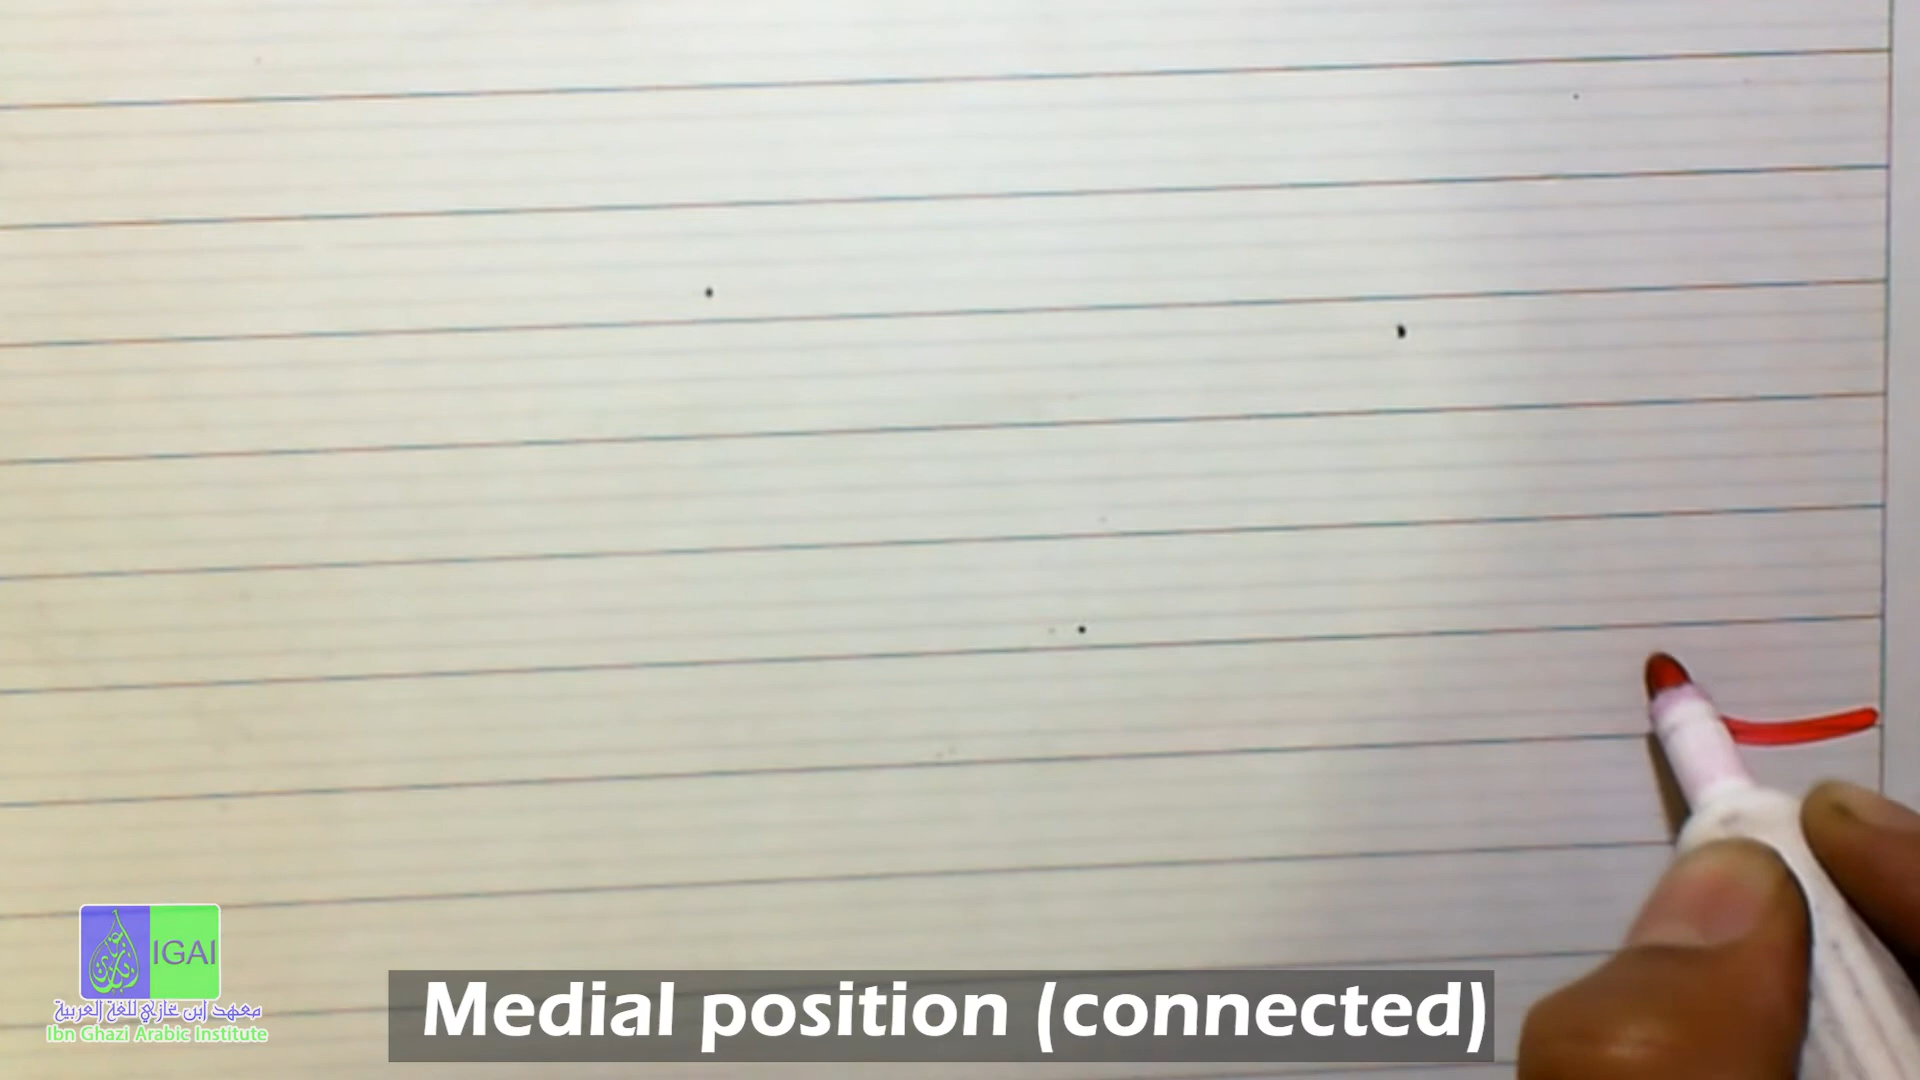 IGAI
معهد ابن غازي للغة العربية
Ibn Ghazi Arabic Institute
Medial position (connected)